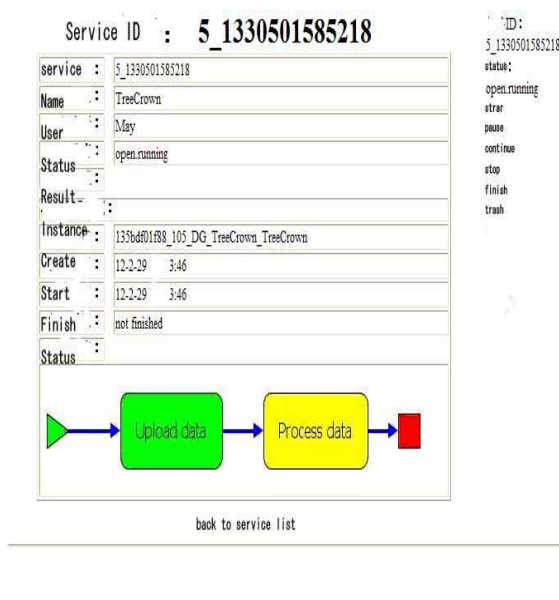 Service ID : 5_1330501585218
service : 5_1330501585218
Name : TreeCrown
User : May
Status : open.running
Result :
:
Instance : 135bdf01f88_105_DG_TreeCrown_TreeCrown
Create : 12-2-29 3:46
Start : 12-2-29 3:46
Finish : not finished
Status :
Upload data
Process data
back to service list
ID:
5_1330501585218
status:
open.running
strar
pause
continue
stop
finish
trash